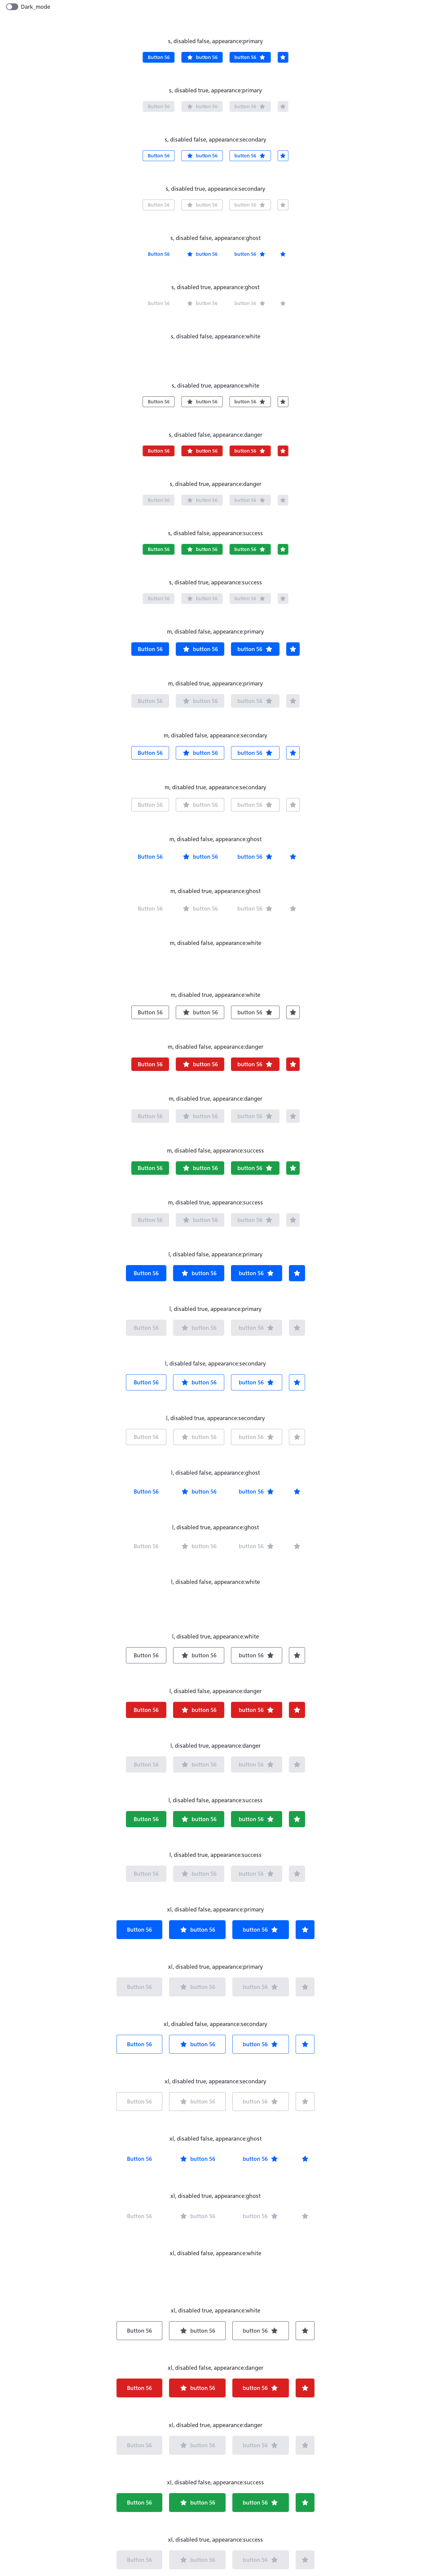 Dark_mode
s, disabled false, appearance:primary
Button 56 button 56 button 56
s, disabled true, appearance:primary
Button 56 button 56 button 56
s, disabled false, appearance:secondary
Button 56 button 56 button 56
s, disabled true, appearance:secondary
Button 56 button 56 button 56
s, disabled false, appearance:ghost
Button 56 button 56 button 56
s, disabled true, appearance:ghost
Button 56 button 56 button 56
s, disabled false, appearance:white
s, disabled true, appearance:white
Button 56 button 56 button 56
s, disabled false, appearance:danger
Button 56 button 56 button 56
s, disabled true, appearance:danger
Button 56 button 56 button 56
s, disabled false, appearance:success
Button 56 button 56 button 56
s, disabled true, appearance:success
Button 56 button 56 button 56
m, disabled false, appearance:primary
Button 56 button 56 button 56
m, disabled true, appearance:primary
Button 56 button 56 button 56
m, disabled false, appearance:secondary
Button 56 button 56 button 56
m, disabled true, appearance:secondary
Button 56 button 56 button 56
m, disabled false, appearance:ghost
Button 56 button 56 button 56
m, disabled true, appearance:ghost
Button 56 button 56 button 56
m, disabled false, appearance:white
m, disabled true, appearance:white
Button 56 button 56 button 56
m, disabled false, appearance:danger
Button 56 button 56 button 56
m, disabled true, appearance:danger
Button 56 button 56 button 56
m, disabled false, appearance:success
Button 56 button 56 button 56
m, disabled true, appearance:success
Button 56 button 56 button 56
l, disabled false, appearance:primary
Button 56 button 56 button 56
l, disabled true, appearance:primary
Button 56 button 56 button 56
l, disabled false, appearance:secondary
Button 56 button 56 button 56
l, disabled true, appearance:secondary
Button 56 button 56 button 56
l, disabled false, appearance:ghost
Button 56 button 56 button 56
l, disabled true, appearance:ghost
Button 56 button 56 button 56
l, disabled false, appearance:white
l, disabled true, appearance:white
Button 56 button 56 button 56
l, disabled false, appearance:danger
Button 56 button 56 button 56
l, disabled true, appearance:danger
Button 56 button 56 button 56
l, disabled false, appearance:success
Button 56 button 56 button 56
l, disabled true, appearance:success
Button 56 button 56 button 56
xl, disabled false, appearance:primary
Button 56 button 56 button 56
xl, disabled true, appearance:primary
Button 56 button 56 button 56
xl, disabled false, appearance:secondary
Button 56 button 56 button 56
xl, disabled true, appearance:secondary
Button 56 button 56 button 56
xl, disabled false, appearance:ghost
Button 56 button 56 button 56
xl, disabled true, appearance:ghost
Button 56 button 56 button 56
xl, disabled false, appearance:white
xl, disabled true, appearance:white
Button 56 button 56 button 56
xl, disabled false, appearance:danger
Button 56 button 56 button 56
xl, disabled true, appearance:danger
Button 56 button 56 button 56
xl, disabled false, appearance:success
Button 56 button 56 button 56
xl, disabled true, appearance:success
Button 56 button 56 button 56